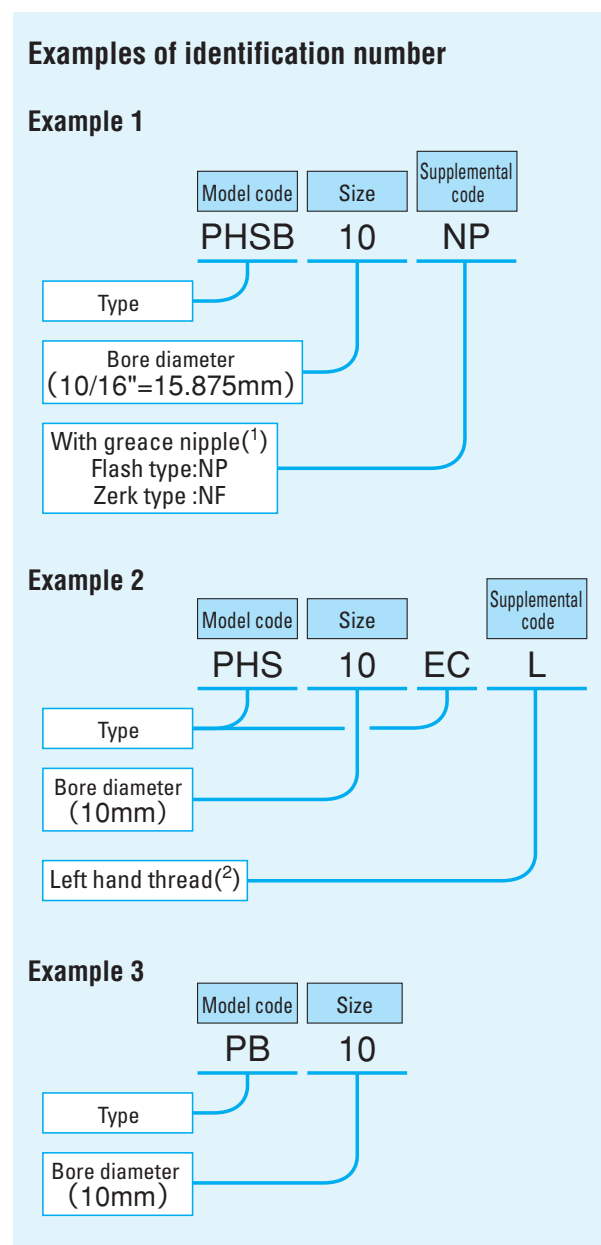 Examples of identification number
Example 1
Model code Size Supplemental
code
PHSB 10 NP
Type
Bore diameter
(10/16"=15.875mm)
With greace nipple(1)
Flash type:NP
Zerk type :NF
Example 2
Model code Size Supplemental
code
PHS 10 EC L
Type
Bore diameter
(10mm)
Left hand thread(2)
Example 3
Model code Size
PB 10
Type
Bore diameter
(10mm)